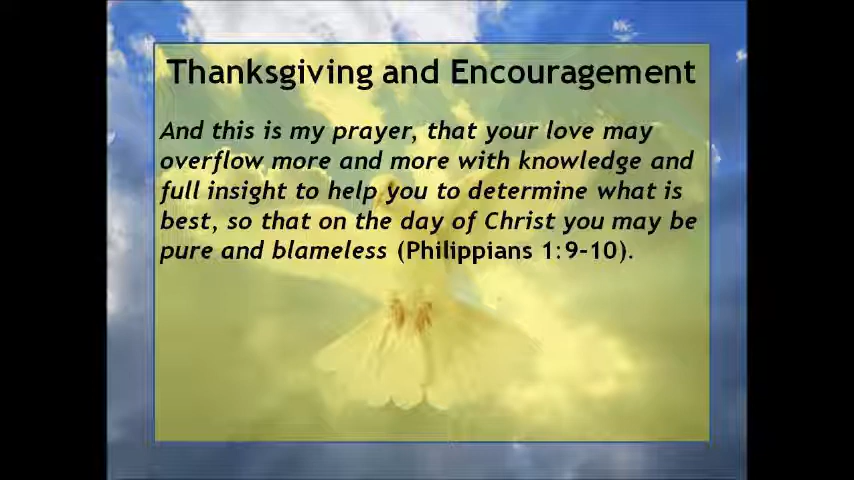 Thanksgiving and Encouragement
And this is my prayer, that your love may
overflow more and more with knowledge and
full insight to help you to determine what is
best, so that on the day of Christ you may be
pure and blameless (Philippians 1:9-10).